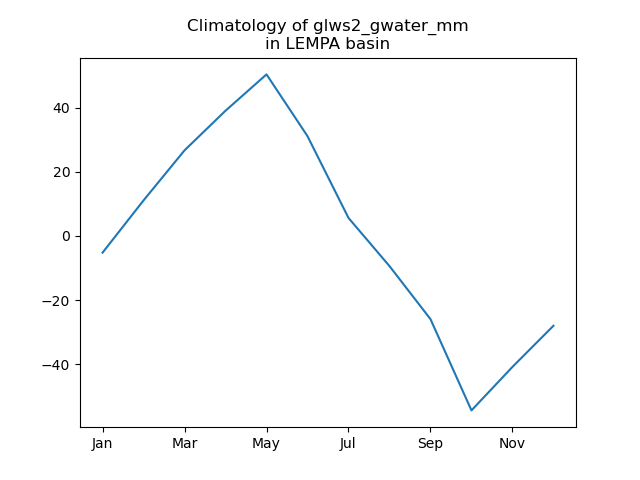 Climatology of glws2_gwater_mm
in LEMPA basin
40
20
0
−20
−40
Jan
Mar
May
Jul
Sep
Nov